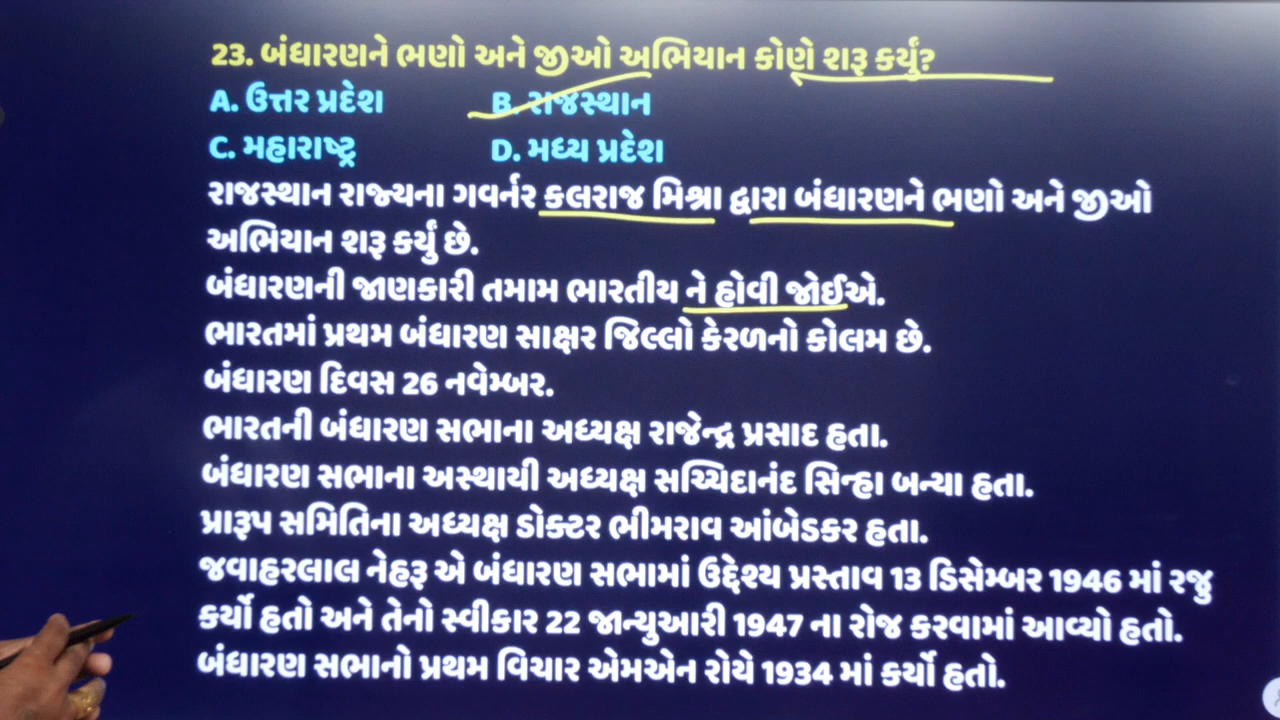 23. બંધારણને ભણો અને જીઓ અભિયાન કોણે શરૂ કર્યું?
A. ઉત્તર પ્રદેશ B. રાજસ્થાન
C. મહારાષ્ટ્ર D. મધ્ય પ્રદેશ
રાજસ્થાન રાજ્યના ગવર્નર કલરાજ મિશ્રા દ્વારા બંધારણને ભણો અને જીઓ
અભિયાન શરૂ કર્યું છે.
બંધારણની જાણકારી તમામ ભારતીય ને હોવી જોઈએ.
ભારતમાં પ્રથમ બંધારણ સાક્ષર જિલ્લો કેરળનો કોલમ છે.
બંધારણ દિવસ 26 નવેમ્બર.
ભારતની બંધારણ સભાના અધ્યક્ષ રાજેન્દ્ર પ્રસાદ હતા.
બંધારણ સભાના અસ્થાયી અધ્યક્ષ સચ્ચિદાનંદ સિન્હા બન્યા હતા.
પ્રારૂપ સમિતિના અધ્યક્ષ ડોક્ટર ભીમરાવ આંબેડકર હતા.
જવાહરલાલ નેહરૂ એ બંધારણ સભામાં ઉદ્દેશ્ય પ્રસ્તાવ 13 ડિસેમ્બર 1946 માં રજુ
કર્યો હતો અને તેનો સ્વીકાર 22 જાન્યુઆરી 1947 ના રોજ કરવામાં આવ્યો હતો.
બંધારણ સભાનો પ્રથમ વિચાર એમએન રોયે 1934 માં કર્યો હતો.